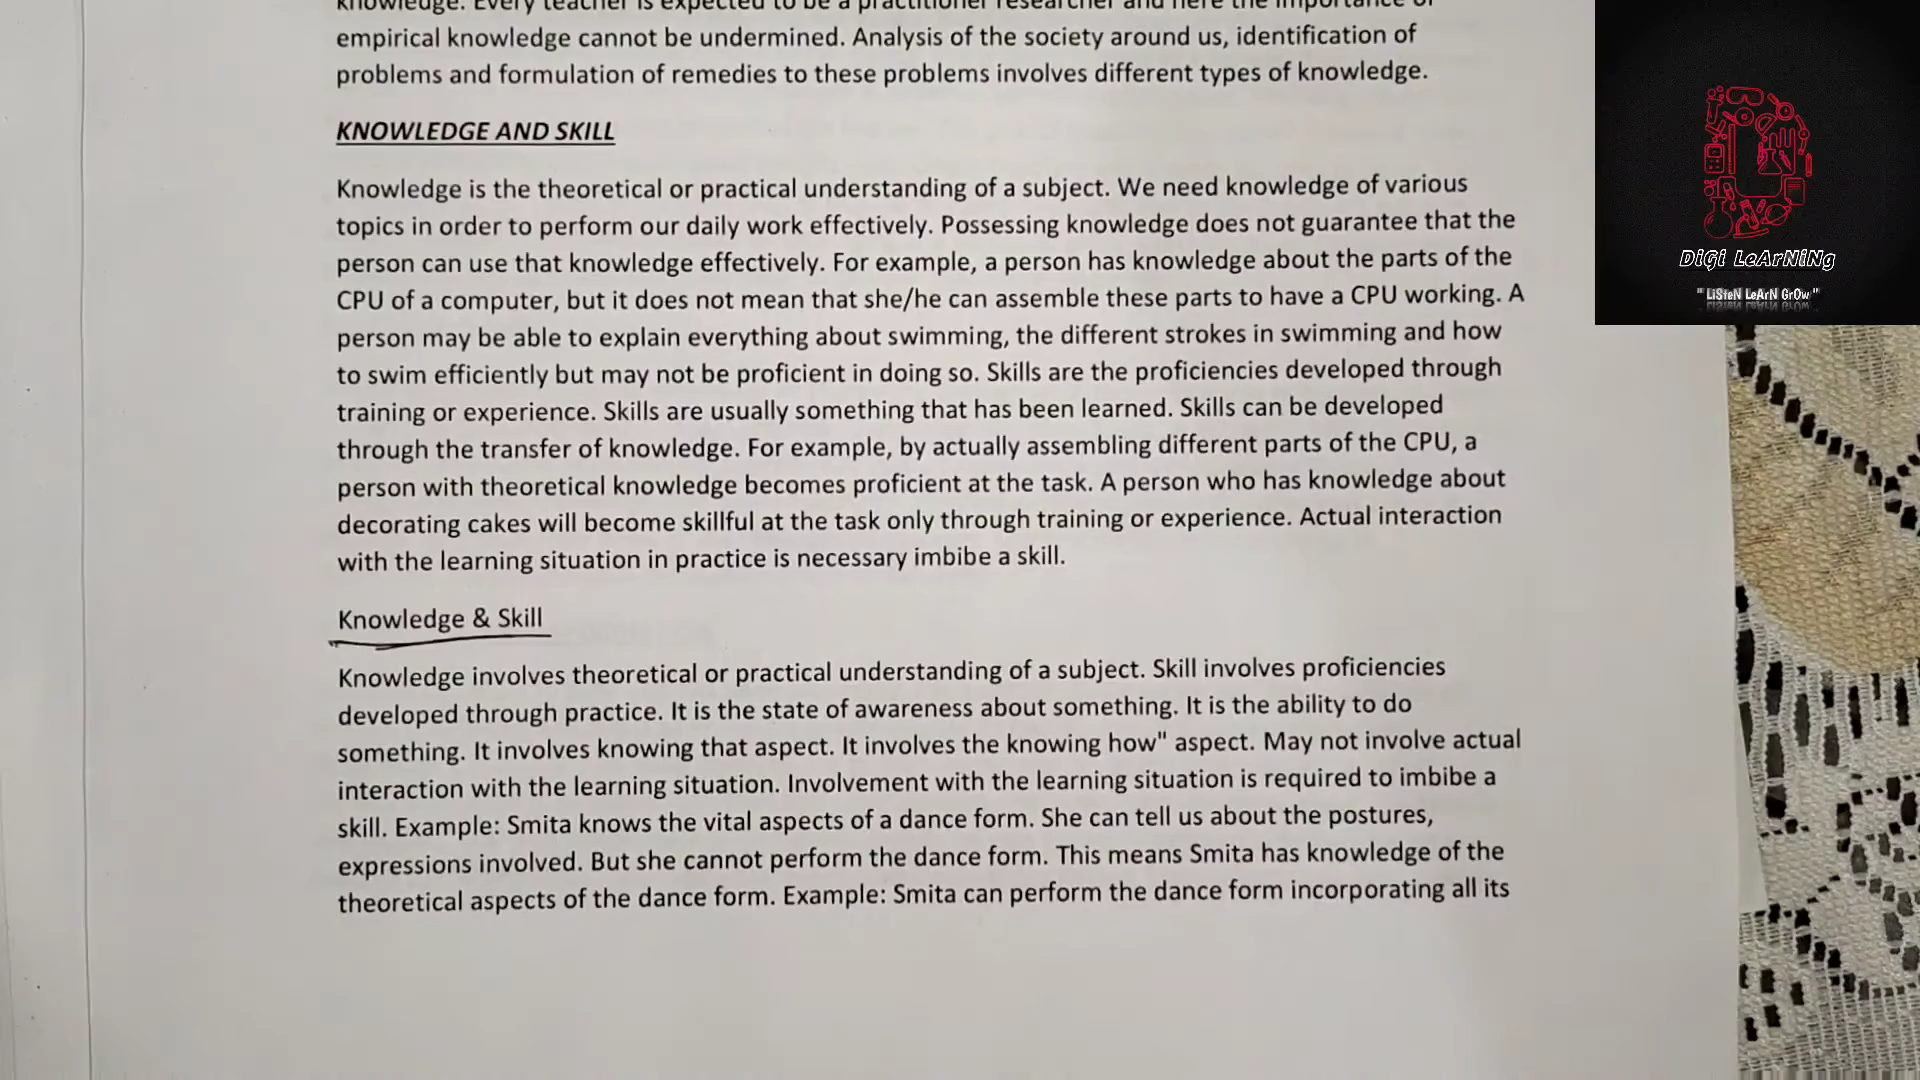 knowledge. Every teacher is expected to be a practitioner researcher and here the importance of
empirical knowledge cannot be undermined. Analysis of the society around us, identification of
problems and formulation of remedies to these problems involves different types of knowledge.
KNOWLEDGE AND SKILL
Knowledge is the theoretical or practical understanding of a subject. We need knowledge of various
topics in order to perform our daily work effectively. Possessing knowledge does not guarantee that the
person can use that knowledge effectively. For example, a person has knowledge about the parts of the
CPU of a computer, but it does not mean that she/he can assemble these parts to have a CPU working. A
person may be able to explain everything about swimming, the different strokes in swimming and how
to swim efficiently but may not be proficient in doing so. Skills are the proficiencies developed through
training or experience. Skills are usually something that has been learned. Skills can be developed
through the transfer of knowledge. For example, by actually assembling different parts of the CPU, a
person with theoretical knowledge becomes proficient at the task. A person who has knowledge about
decorating cakes will become skillful at the task only through training or experience. Actual interaction
with the learning situation in practice is necessary imbibe a skill.
Knowledge & Skill
Knowledge involves theoretical or practical understanding of a subject. Skill involves proficiencies
developed through practice. It is the state of awareness about something. It is the ability to do
something. It involves knowing that aspect. It involves the knowing how" aspect. May not involve actual
interaction with the learning situation. Involvement with the learning situation is required to imbibe a
skill. Example: Smita knows the vital aspects of a dance form. She can tell us about the postures,
expressions involved. But she cannot perform the dance form. This means Smita has knowledge of the
theoretical aspects of the dance form. Example: Smita can perform the dance form incorporating all its
DiGi LeArNiNg
" LiSteN LeArN GrOw "